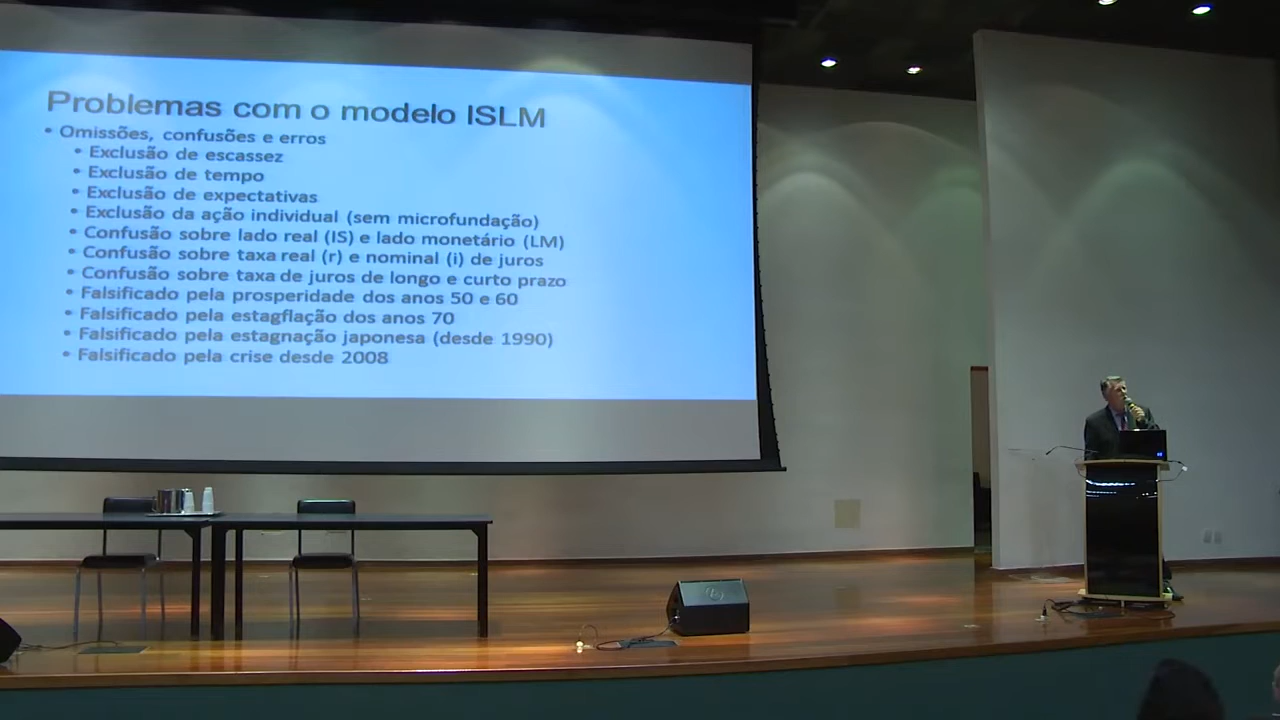 Problemas com o modelo ISLM
• Omissões, confusões e erros
• Exclusão de escassez
• Exclusão de tempo
• Exclusão de expectativas
• Exclusão da ação individual (sem microfundação)
• Confusão sobre lado real (IS) e lado monetário (LM)
• Confusão sobre taxa real (r) e nominal (i) de juros
• Confusão sobre taxa de juros de longo e curto prazo
• Falsificado pela prosperidade dos anos 50 e 60
• Falsificado pela estagflação dos anos 70
• Falsificado pela estagnação japonesa (desde 1990)
• Falsificado pela crise desde 2008